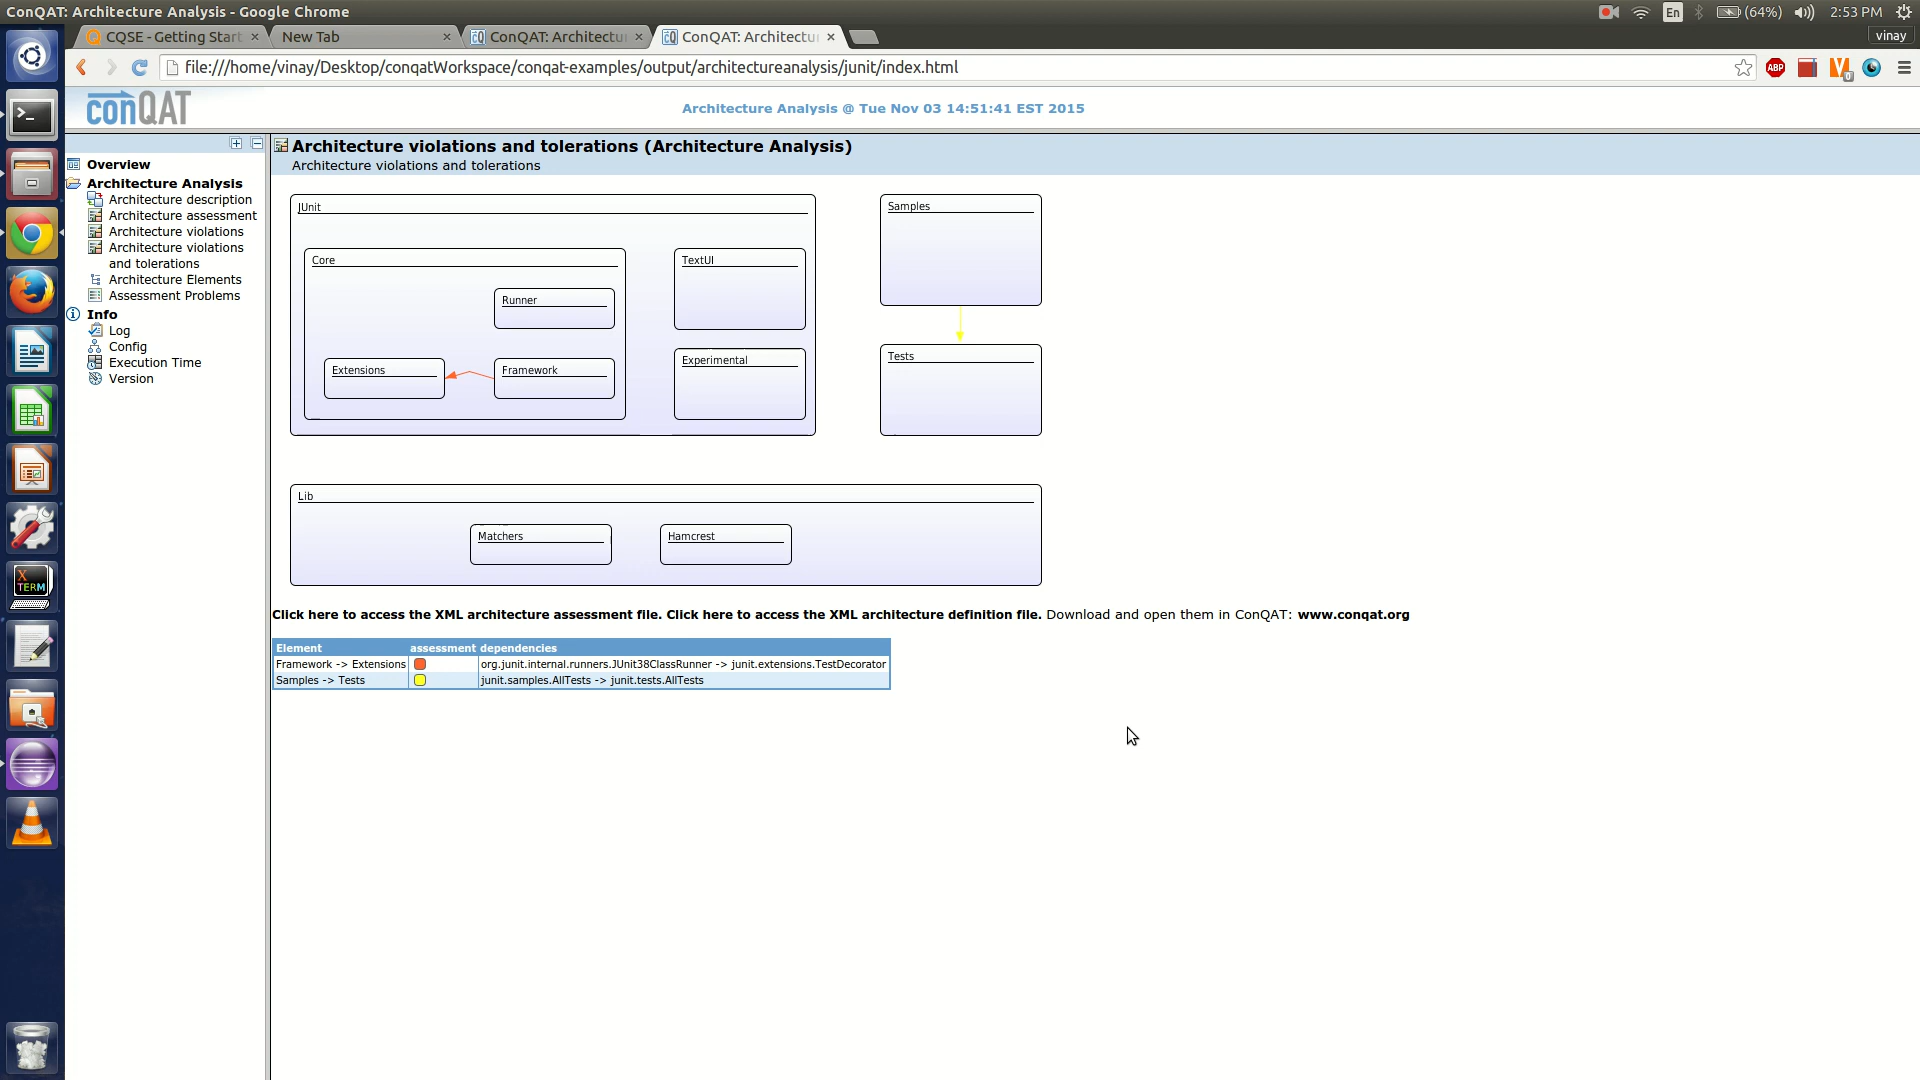 ConQAT: Architecture Analysis - Google Chrome
En
(64%)
2:53 PM
CQSE - Getting Start
New Tab
ConQAT: Architectur
ConQAT: Architectur
vinay
file:///home/vinay/Desktop/conqatWorkspace/conqat-examples/output/architectureanalysis/junit/index.html
ABP
conQAT
Architecture Analysis @ Tue Nov 03 14:51:41 EST 2015
Overview
Architecture Analysis
Architecture description
Architecture assessment
Architecture violations
Architecture violations
and tolerations
Architecture Elements
Assessment Problems
Info
Log
Config
Execution Time
Version
Architecture violations and tolerations (Architecture Analysis)
Architecture violations and tolerations
JUnit
Core
Runner
Extensions
Framework
TextUI
Experimental
Samples
Tests
Lib
Matchers
Hamcrest
Click here to access the XML architecture assessment file. Click here to access the XML architecture definition file. Download and open them in ConQAT: www.conqat.org
Element assessment dependencies
Framework -> Extensions org.junit.internal.runners.JUnit38ClassRunner -> junit.extensions.TestDecorator
Samples -> Tests junit.samples.AllTests -> junit.tests.AllTests
X
TERM